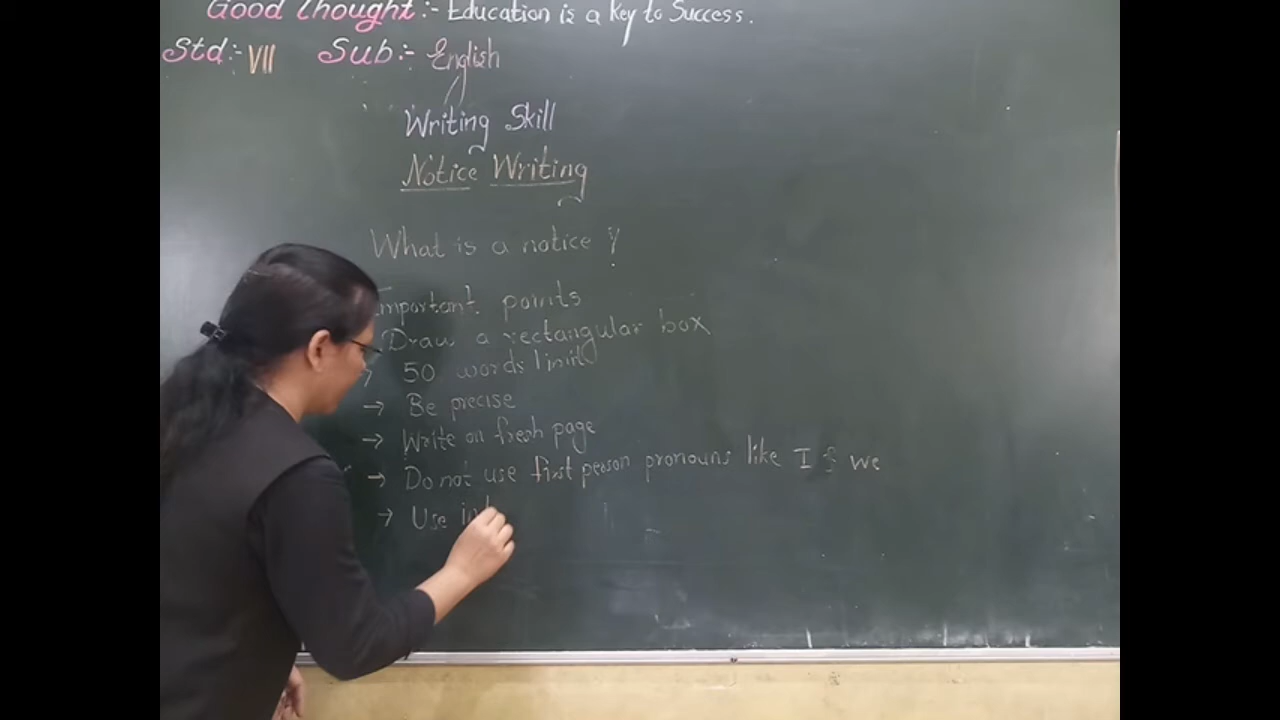 Good Thought:- Education is a key to Success.
Std:- VII Sub:- English
Writing Skill
Notice Writing
What is a notice ?
Important points
Draw a rectangular box
→ 50 words limit
→ Be precise
→ Write on fresh page
→ Do not use first person pronouns like I & we
→ Use